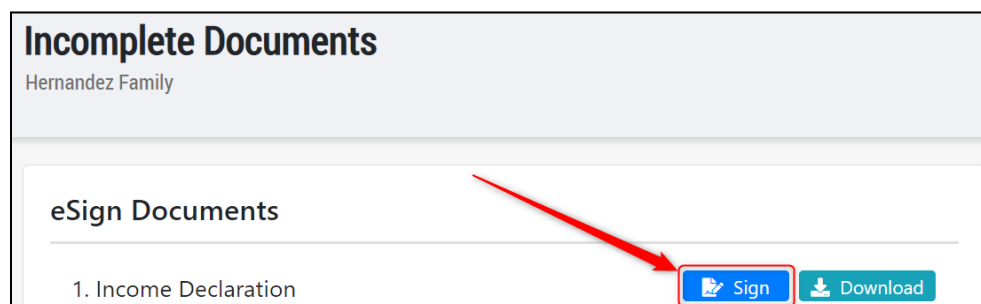 Incomplete Documents
Hernandez Family
eSign Documents
1. Income Declaration Sign Download